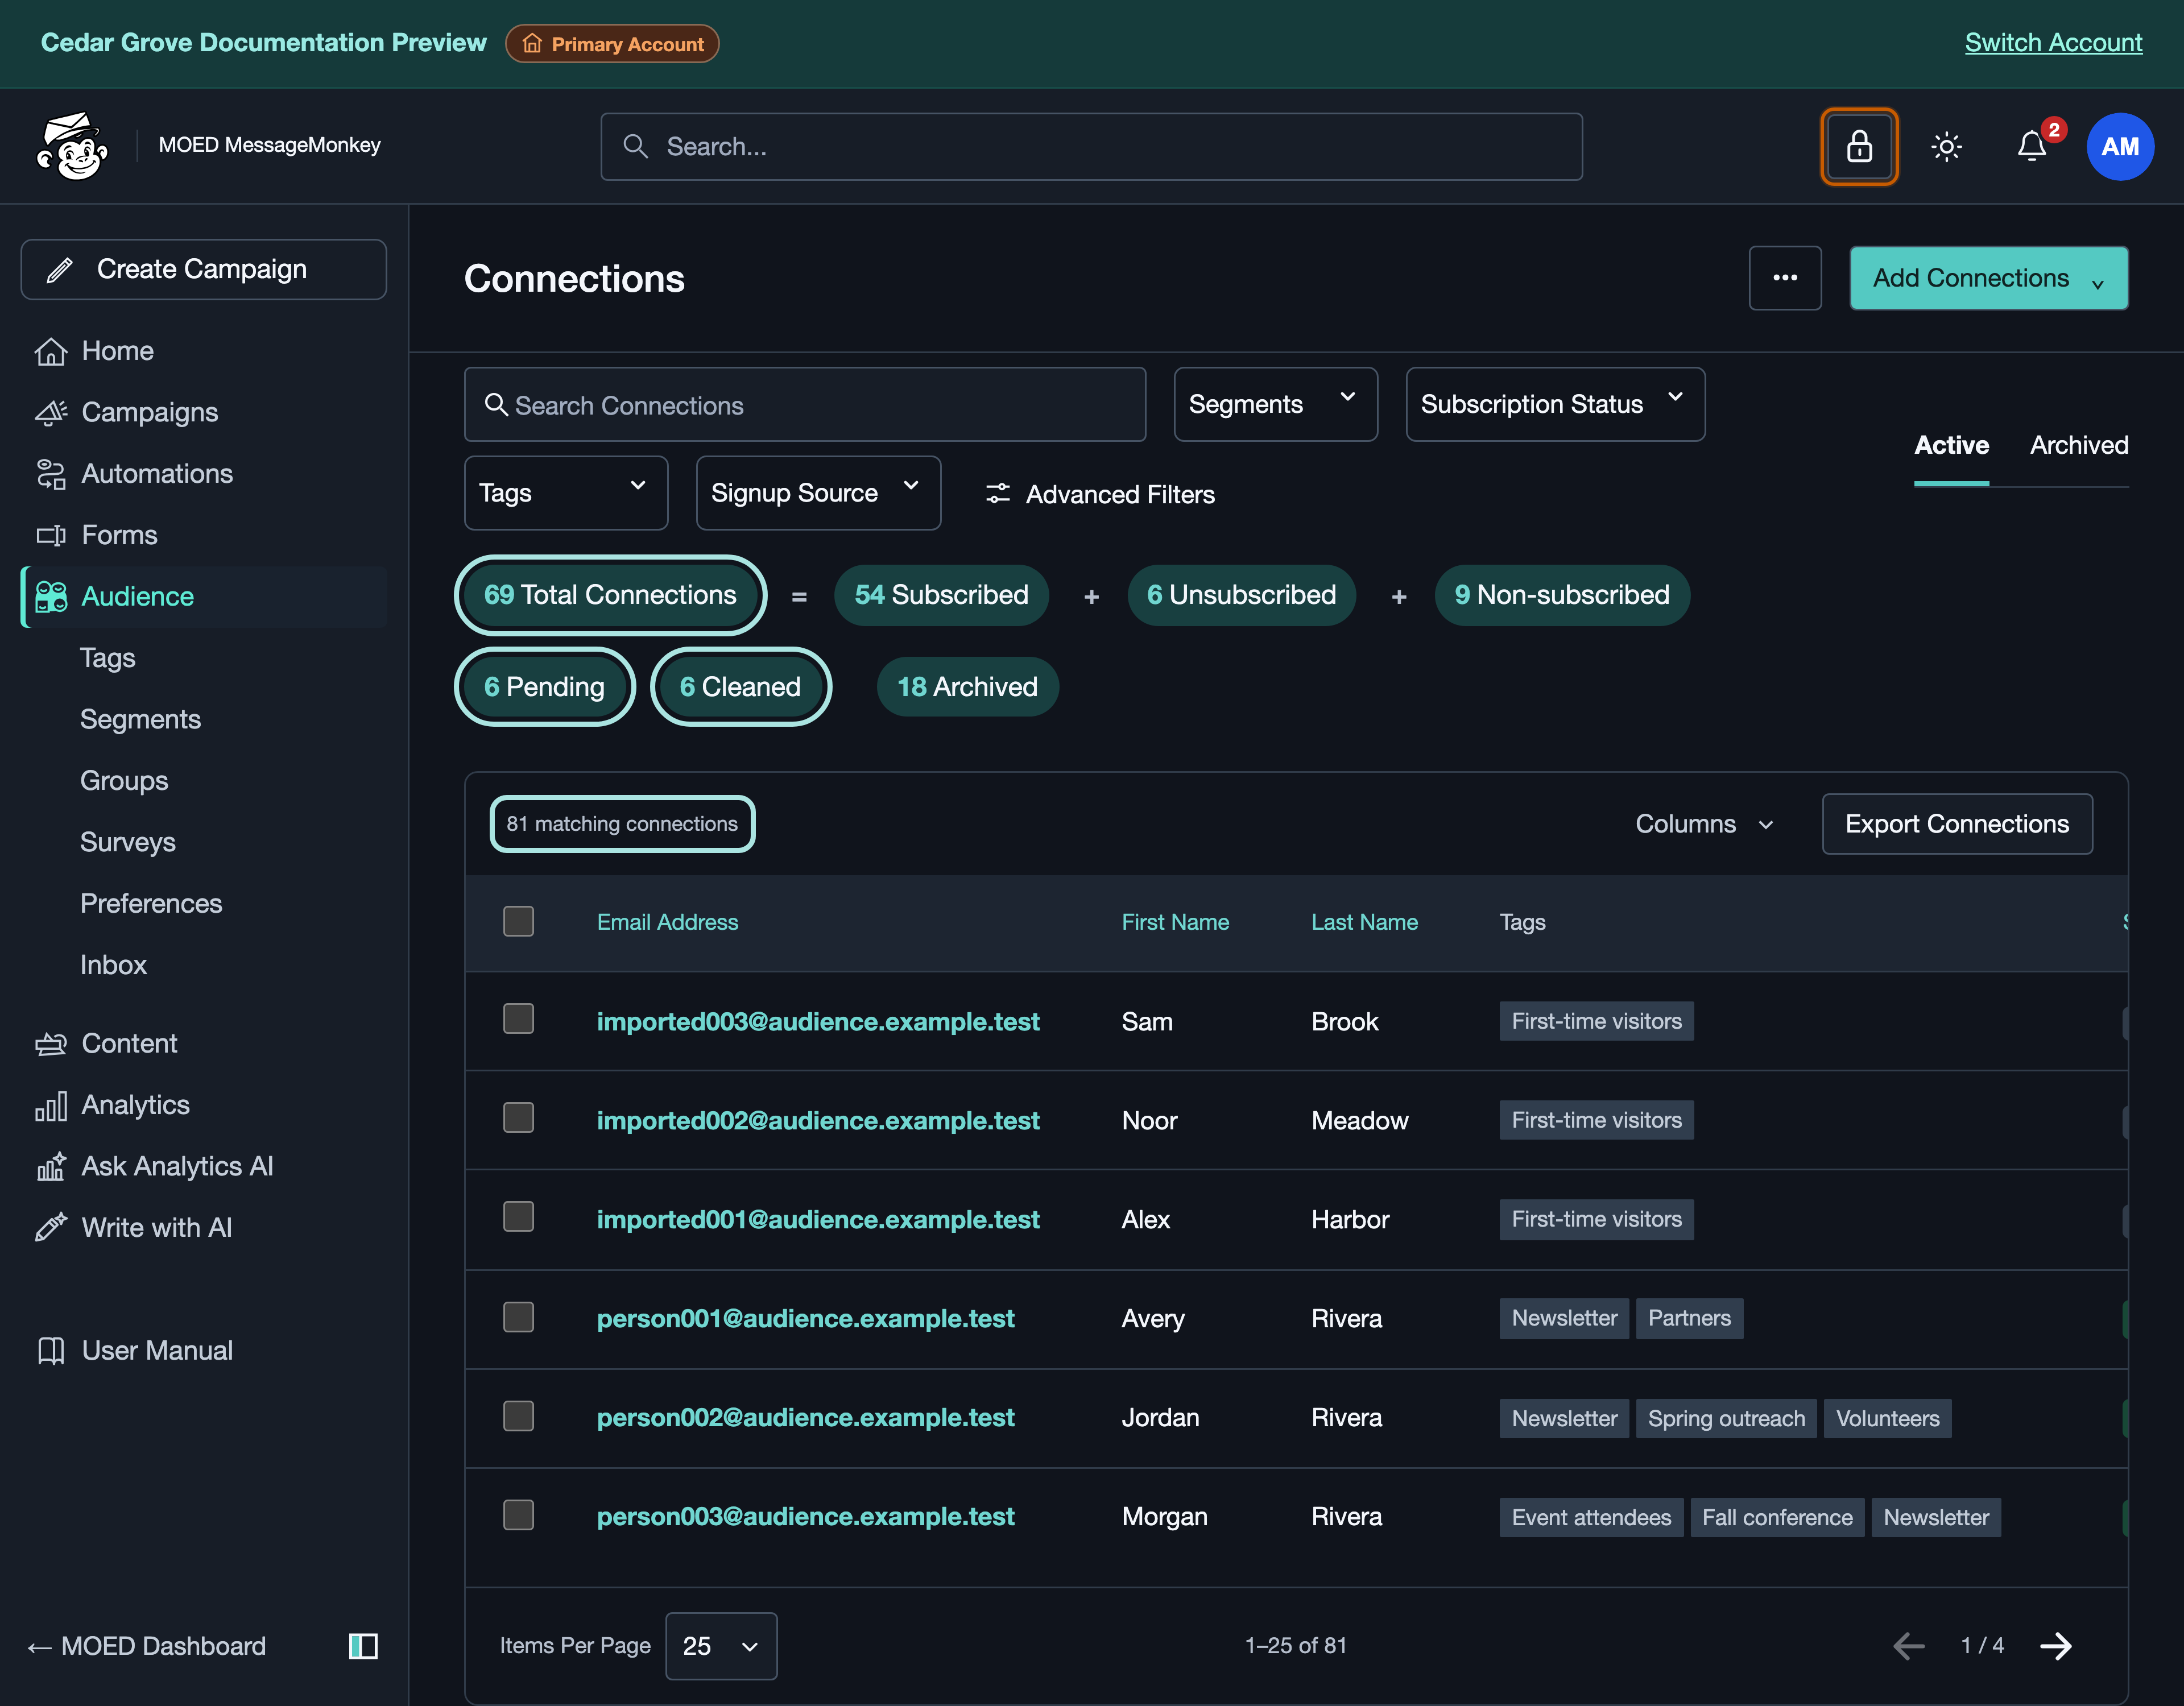 Cedar Grove Documentation Preview
Primary Account
Switch Account
MOED MessageMonkey
Search...
2
AM
Create Campaign
Home
Campaigns
Automations
Forms
Audience
Tags
Segments
Groups
Surveys
Preferences
Inbox
Content
Analytics
Ask Analytics AI
Write with AI
User Manual
← MOED Dashboard
Connections
Add Connections
Search Connections
Segments
Subscription Status
Tags
Signup Source
Advanced Filters
Active
Archived
69 Total Connections = 54 Subscribed + 6 Unsubscribed + 9 Non-subscribed
6 Pending
6 Cleaned
18 Archived
81 matching connections
Columns
Export Connections
Email Address First Name Last Name Tags
imported003@audience.example.test Sam Brook First-time visitors
imported002@audience.example.test Noor Meadow First-time visitors
imported001@audience.example.test Alex Harbor First-time visitors
person001@audience.example.test Avery Rivera Newsletter Partners
person002@audience.example.test Jordan Rivera Newsletter Spring outreach Volunteers
person003@audience.example.test Morgan Rivera Event attendees Fall conference Newsletter
Items Per Page 25
1–25 of 81
1 / 4